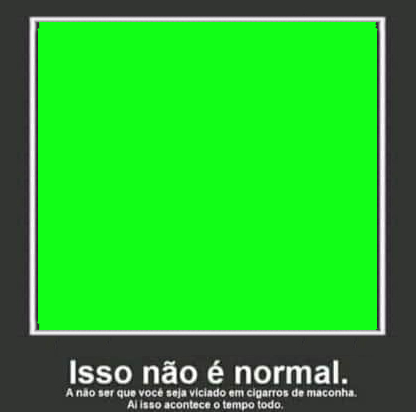 Isso não é normal.
A não ser que você seja viciado em cigarros de maconha.
Ai isso acontece o tempo todo.